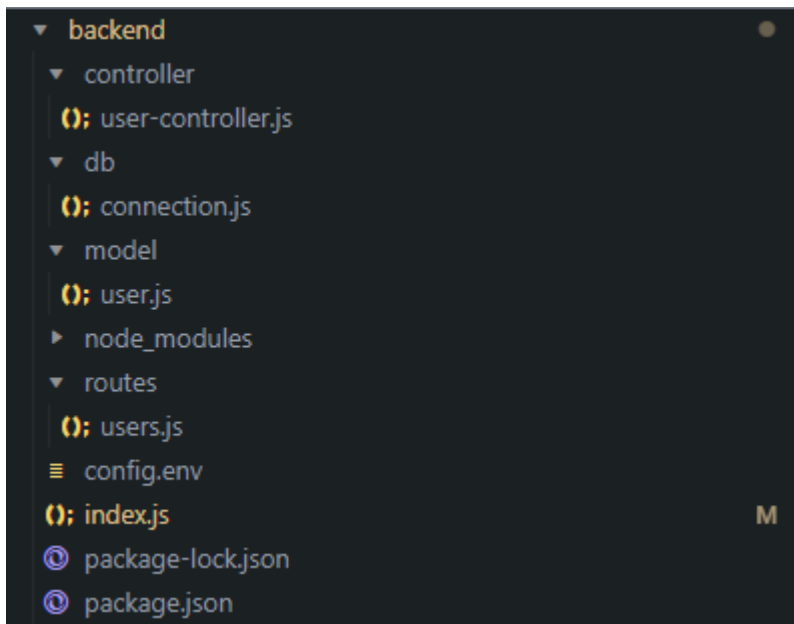 backend
controller
user-controller.js
db
connection.js
model
user.js
node_modules
routes
users.js
config.env
index.js M
package-lock.json
package.json